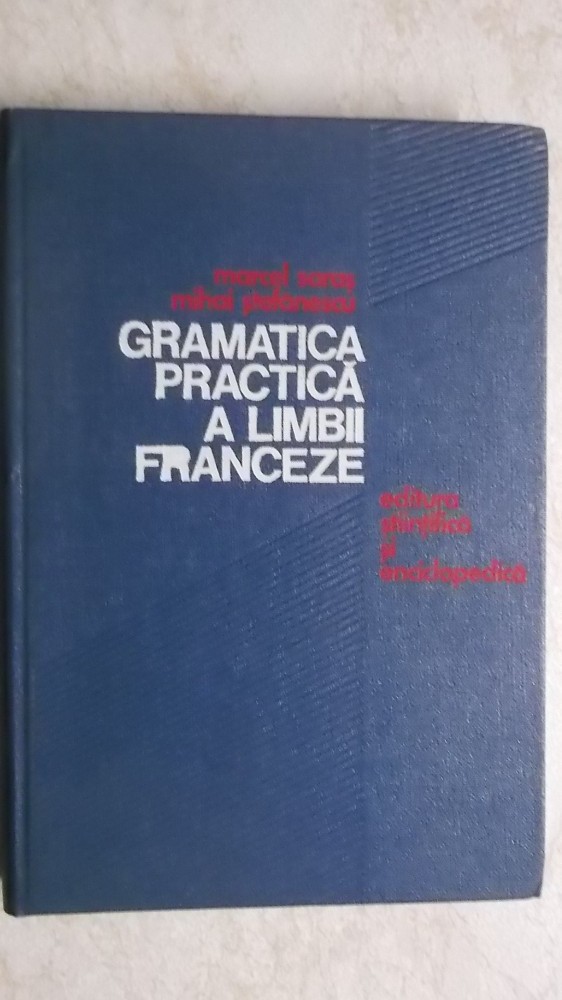 marcel saraș
mihai ștefănescu
GRAMATICA
PRACTICĂ
A LIMBII
FRANCEZE
editura
științifică
și
enciclopedică